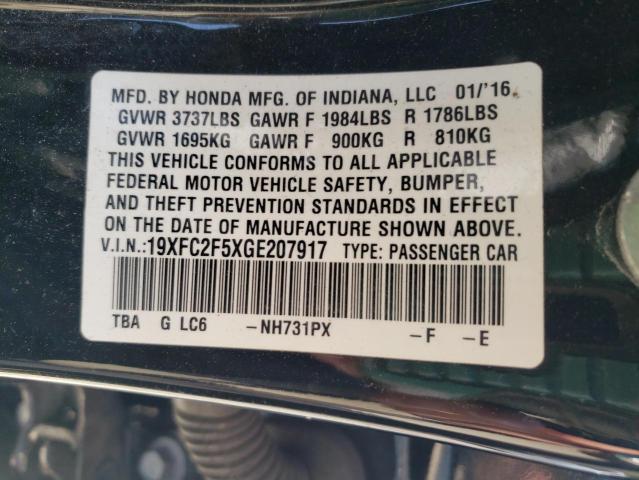 MFD. BY HONDA MFG. OF INDIANA, LLC 01/'16
GVWR 3737LBS GAWR F 1984LBS R 1786LBS
GVWR 1695KG GAWR F 900KG R 810KG
THIS VEHICLE CONFORMS TO ALL APPLICABLE
FEDERAL MOTOR VEHICLE SAFETY, BUMPER,
AND THEFT PREVENTION STANDARDS IN EFFECT
ON THE DATE OF MANUFACTURE SHOWN ABOVE.
V.I.N.:19XFC2F5XGE207917 TYPE: PASSENGER CAR
TBA G LC6 -NH731PX -F -E